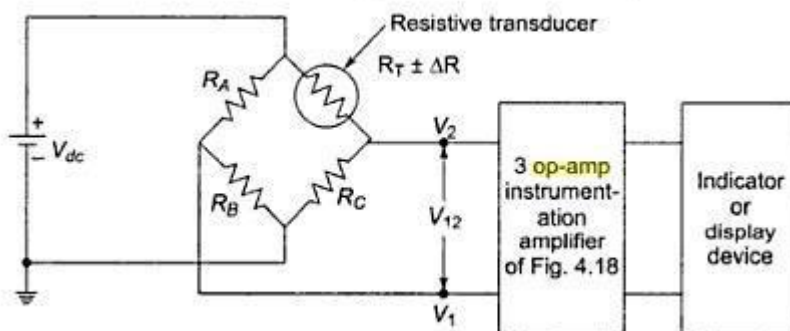 Resistive transducer
R_T ± ΔR
R_A
+
−
V_dc
R_B
R_C
V_2
V_12
V_1
3 op-amp
instrument-
ation
amplifier
of Fig. 4.18
Indicator
or
display
device